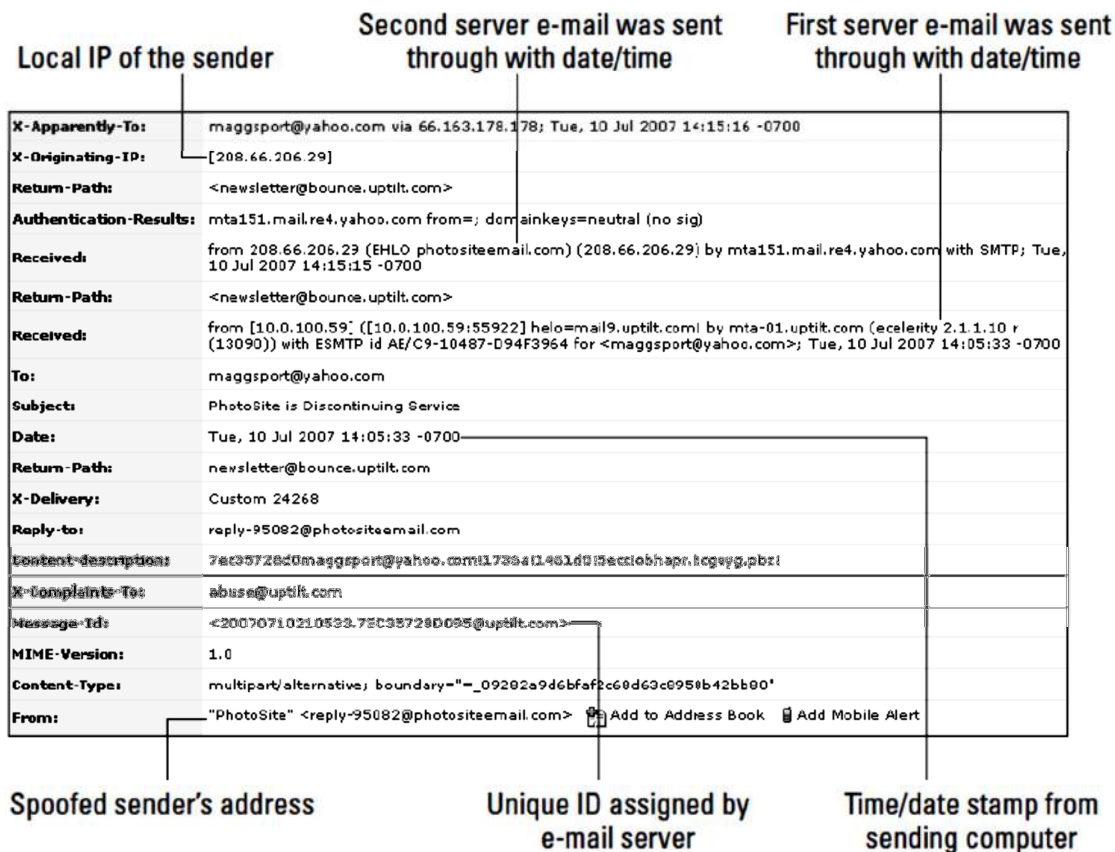 Second server e-mail was sent
through with date/time
First server e-mail was sent
through with date/time
Local IP of the sender
X-Apparently-To: maggsport@yahoo.com via 66.163.178.178; Tue, 10 Jul 2007 14:15:16 -0700
X-Originating-IP: [208.66.206.29]
Return-Path: <newsletter@bounce.uptilt.com>
Authentication-Results: mta151.mail.re4.yahoo.com from=; domainkeys=neutral (no sig)
Received: from 208.66.206.29 (EHLO photositeemail.com) (208.66.206.29) by mta151.mail.re4.yahoo.com with SMTP; Tue,
10 Jul 2007 14:15:15 -0700
Return-Path: <newsletter@bounce.uptilt.com>
Received: from [10.0.100.59] ([10.0.100.59:55922] helo=mail9.uptilt.com) by mta-01.uptilt.com (ecelerity 2.1.1.10 r
(13090)) with ESMTP id AE/C9-10487-D94F3964 for <maggsport@yahoo.com>; Tue, 10 Jul 2007 14:05:33 -0700
To: maggsport@yahoo.com
Subject: PhotoSite is Discontinuing Service
Date: Tue, 10 Jul 2007 14:05:33 -0700
Return-Path: newsletter@bounce.uptilt.com
X-Delivery: Custom 24268
Reply-to: reply-95082@photositeemail.com
Content-description:
X-Complaints-To: abuse@uptilt.com
Message-Id:
MIME-Version: 1.0
Content-Type: multipart/alternative;
From: "PhotoSite" <reply-95082@photositeemail.com> Add to Address Book Add Mobile Alert
Spoofed sender's address
Unique ID assigned by
e-mail server
Time/date stamp from
sending computer